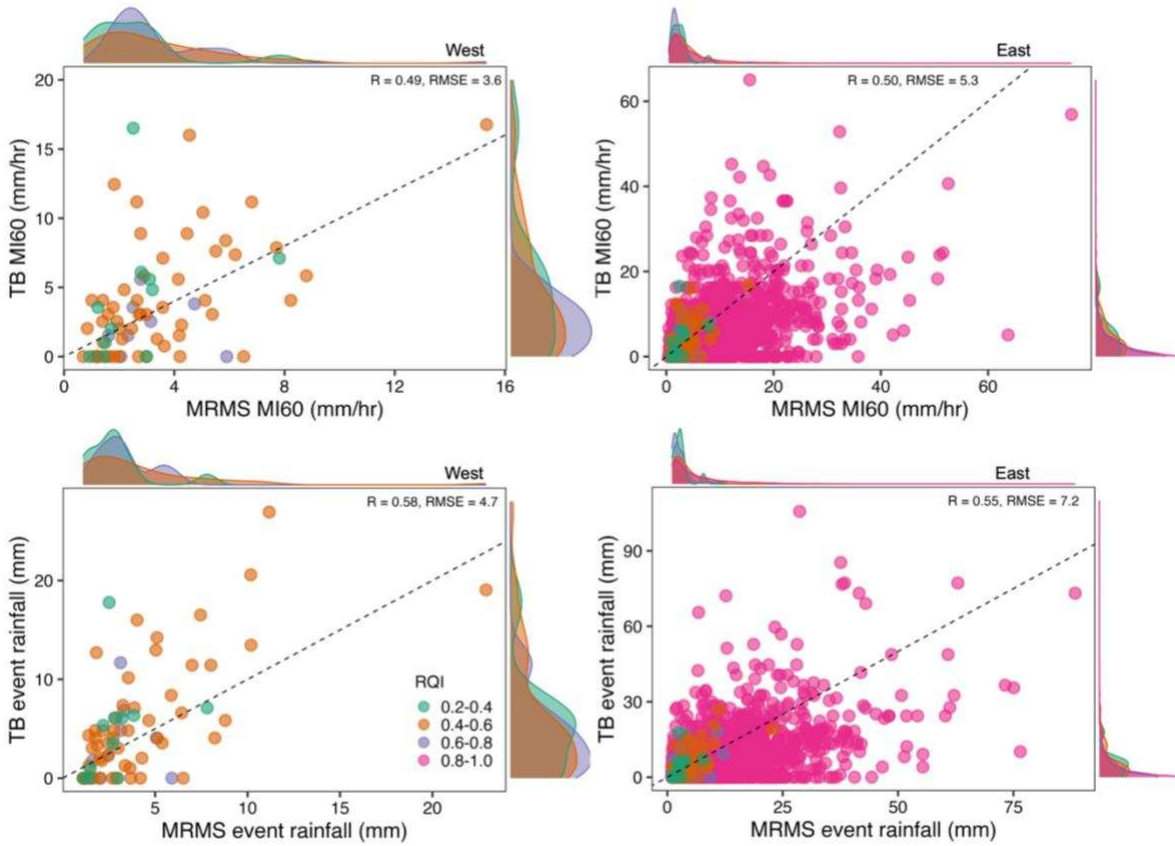 West
R = 0.49, RMSE = 3.6
20
15
10
5
0
TB MI60 (mm/hr)
0 4 8 12 16
MRMS MI60 (mm/hr)
East
R = 0.50, RMSE = 5.3
60
40
20
0
TB MI60 (mm/hr)
0 20 40 60
MRMS MI60 (mm/hr)
West
R = 0.58, RMSE = 4.7
20
10
0
TB event rainfall (mm)
RQI
0.2-0.4
0.4-0.6
0.6-0.8
0.8-1.0
5 10 15 20
MRMS event rainfall (mm)
East
R = 0.55, RMSE = 7.2
90
60
30
0
TB event rainfall (mm)
0 25 50 75
MRMS event rainfall (mm)